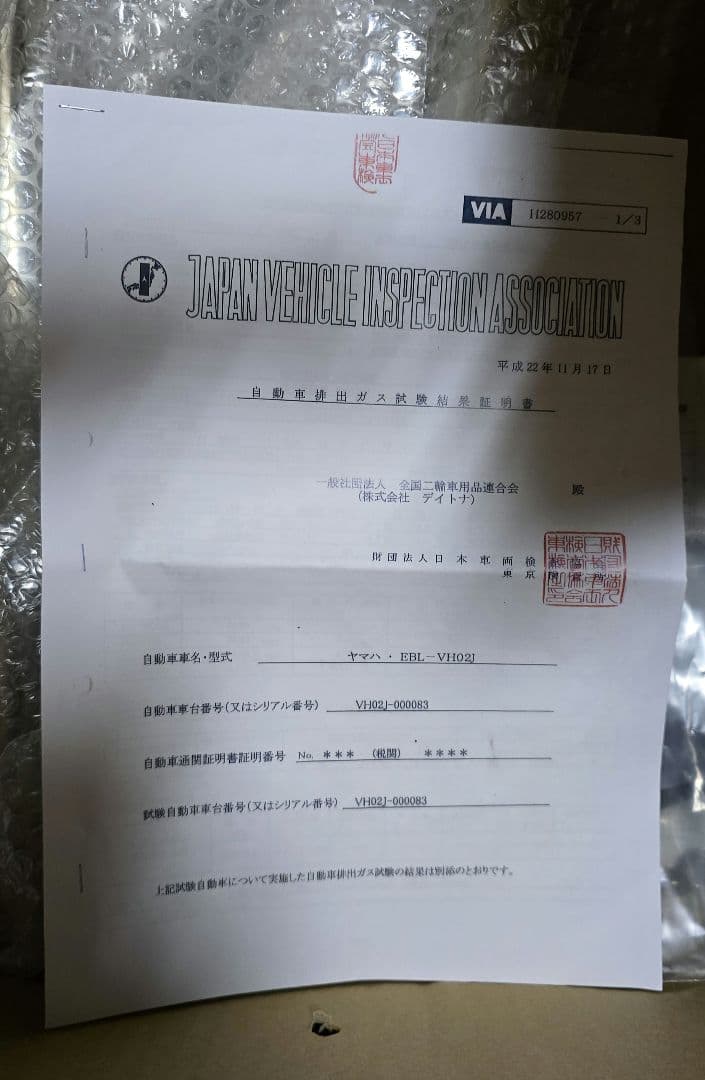 VIA H280957 1/3
JAPAN VEHICLE INSPECTION ASSOCIATION
平成22年11月17日
自動車排出ガス試験結果証明書
一般社団法人 全国二輪車用品連合会 殿
(株式会社 デイトナ)
財団法人日本車両検
東京
自動車車名・型式 ヤマハ・EBL-VH02J
自動車車台番号(又はシリアル番号) VH02J-000083
自動車通関証明書証明番号 No. *** (税関) ****
試験自動車車台番号(又はシリアル番号) VH02J-000083
上記試験自動車について実施した自動車排出ガス試験の結果は別添のとおりです。